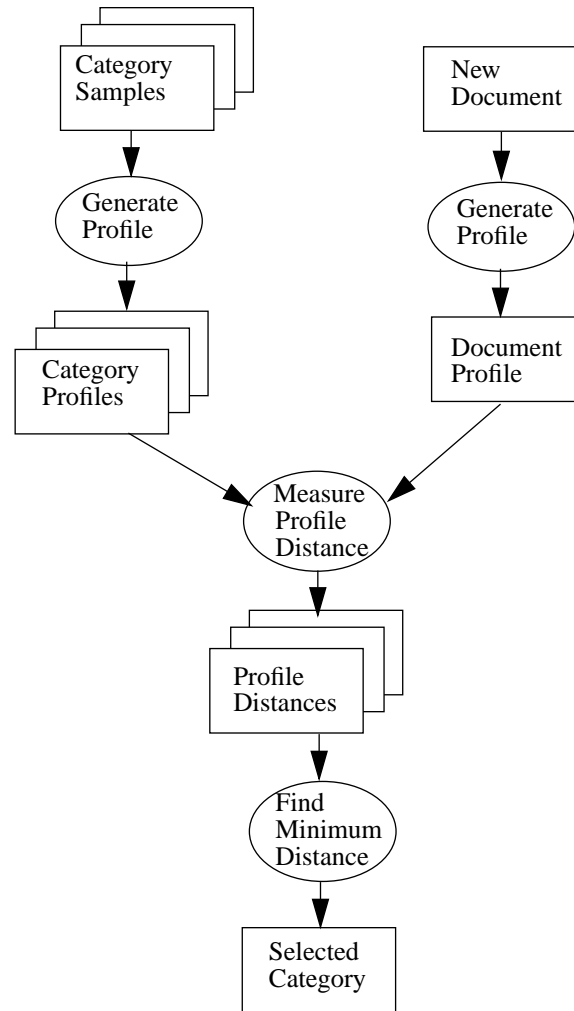 Category
Samples
New
Document
Generate
Profile
Generate
Profile
Category
Profiles
Document
Profile
Measure
Profile
Distance
Profile
Distances
Find
Minimum
Distance
Selected
Category